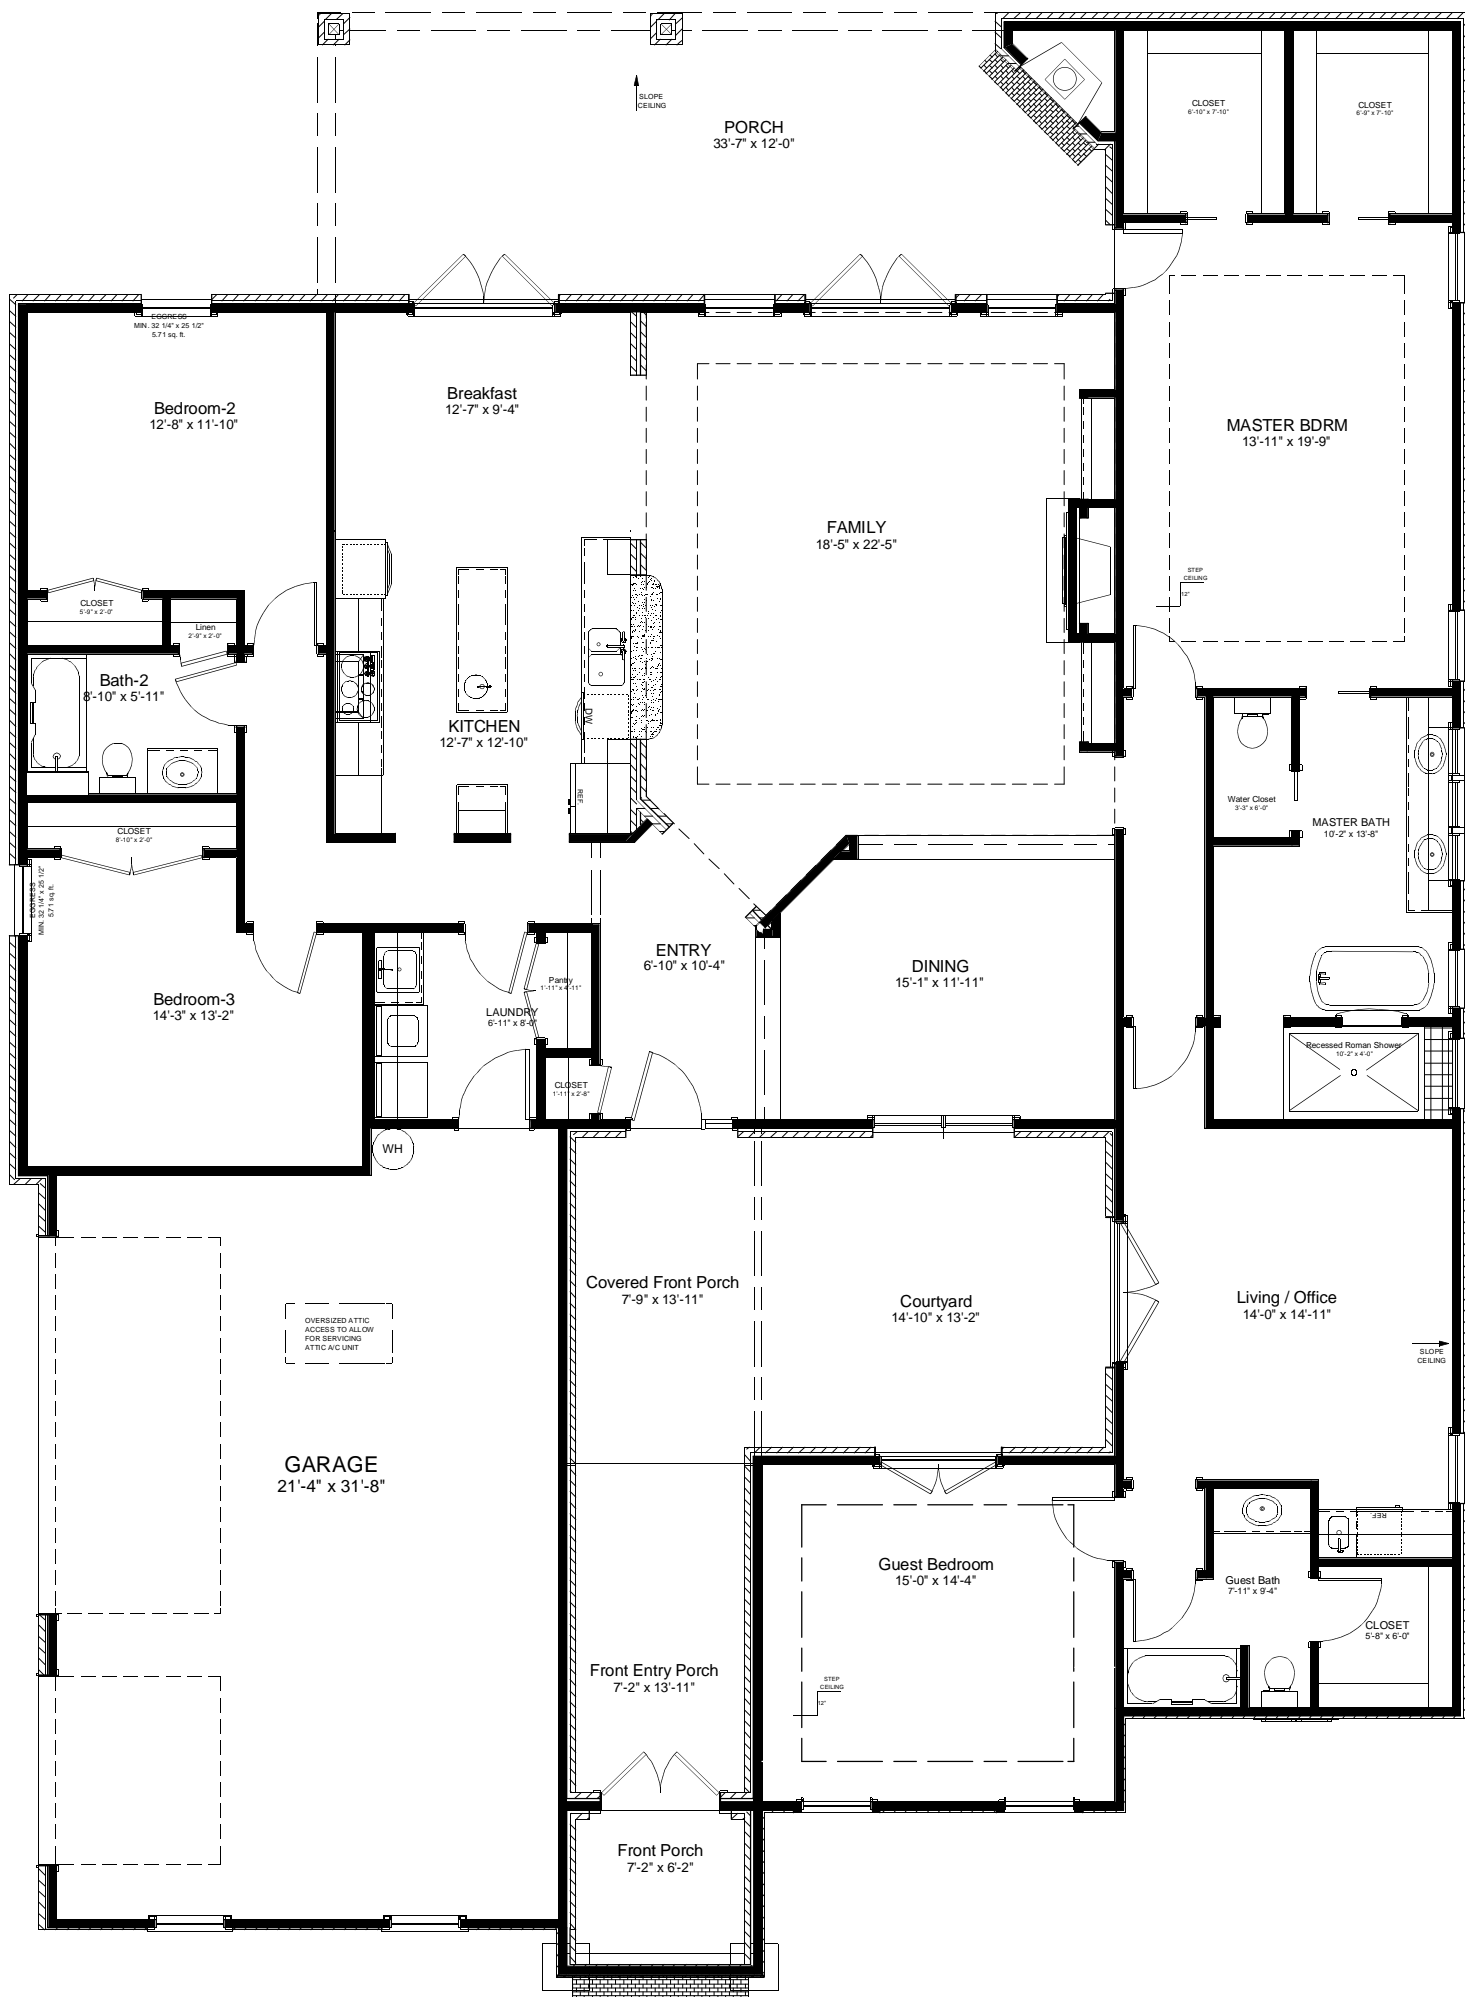 CLOSET
6'-10" x 7'-10"
CLOSET
6'-9" x 7'-10"
SLOPE
CEILING
PORCH
33'-7" x 12'-0"
EGGRESS
MIN. 32 1/4" x 25 1/2"
5.71 sq. ft.
Bedroom-2
12'-8" x 11'-10"
Breakfast
12'-7" x 9'-4"
MASTER BDRM
13'-11" x 19'-9"
FAMILY
18'-5" x 22'-5"
STEP
CEILING
12"
CLOSET
5'-9" x 2'-0"
Linen
2'-9" x 2'-0"
Bath-2
8'-10" x 5'-11"
DW
KITCHEN
12'-7" x 12'-10"
REF.
Water Closet
3'-3" x 6'-0"
MASTER BATH
10'-2" x 13'-8"
CLOSET
8'-10" x 2'-0"
EGGRESS
MIN. 32 1/4" x 25 1/2"
5.71 sq. ft.
ENTRY
6'-10" x 10'-4"
DINING
15'-1" x 11'-11"
Pantry
1'-11" x 4'-11"
Bedroom-3
14'-3" x 13'-2"
LAUNDRY
6'-11" x 8'-0"
Recessed Roman Shower
10'-2" x 4'-0"
CLOSET
1'-11" x 2'-8"
WH
Covered Front Porch
7'-9" x 13'-11"
Courtyard
14'-10" x 13'-2"
Living / Office
14'-0" x 14'-11"
OVERSIZED ATTIC
ACCESS TO ALLOW
FOR SERVICING
ATTIC A/C UNIT
SLOPE
CEILING
GARAGE
21'-4" x 31'-8"
REF.
Guest Bedroom
15'-0" x 14'-4"
Guest Bath
7'-11" x 9'-4"
CLOSET
5'-8" x 6'-0"
Front Entry Porch
7'-2" x 13'-11"
STEP
CEILING
12"
Front Porch
7'-2" x 6'-2"